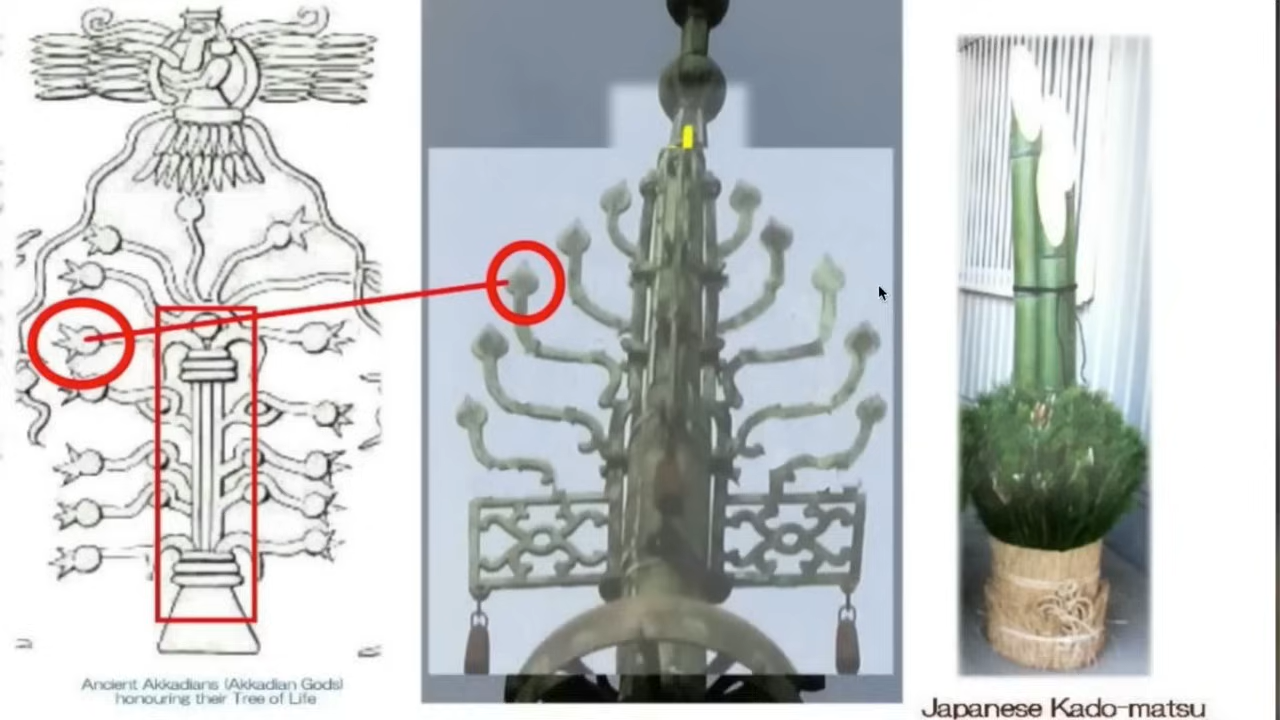 Ancient Akkadians (Akkadian Gods)
honouring their Tree of Life
Japanese Kado-matsu